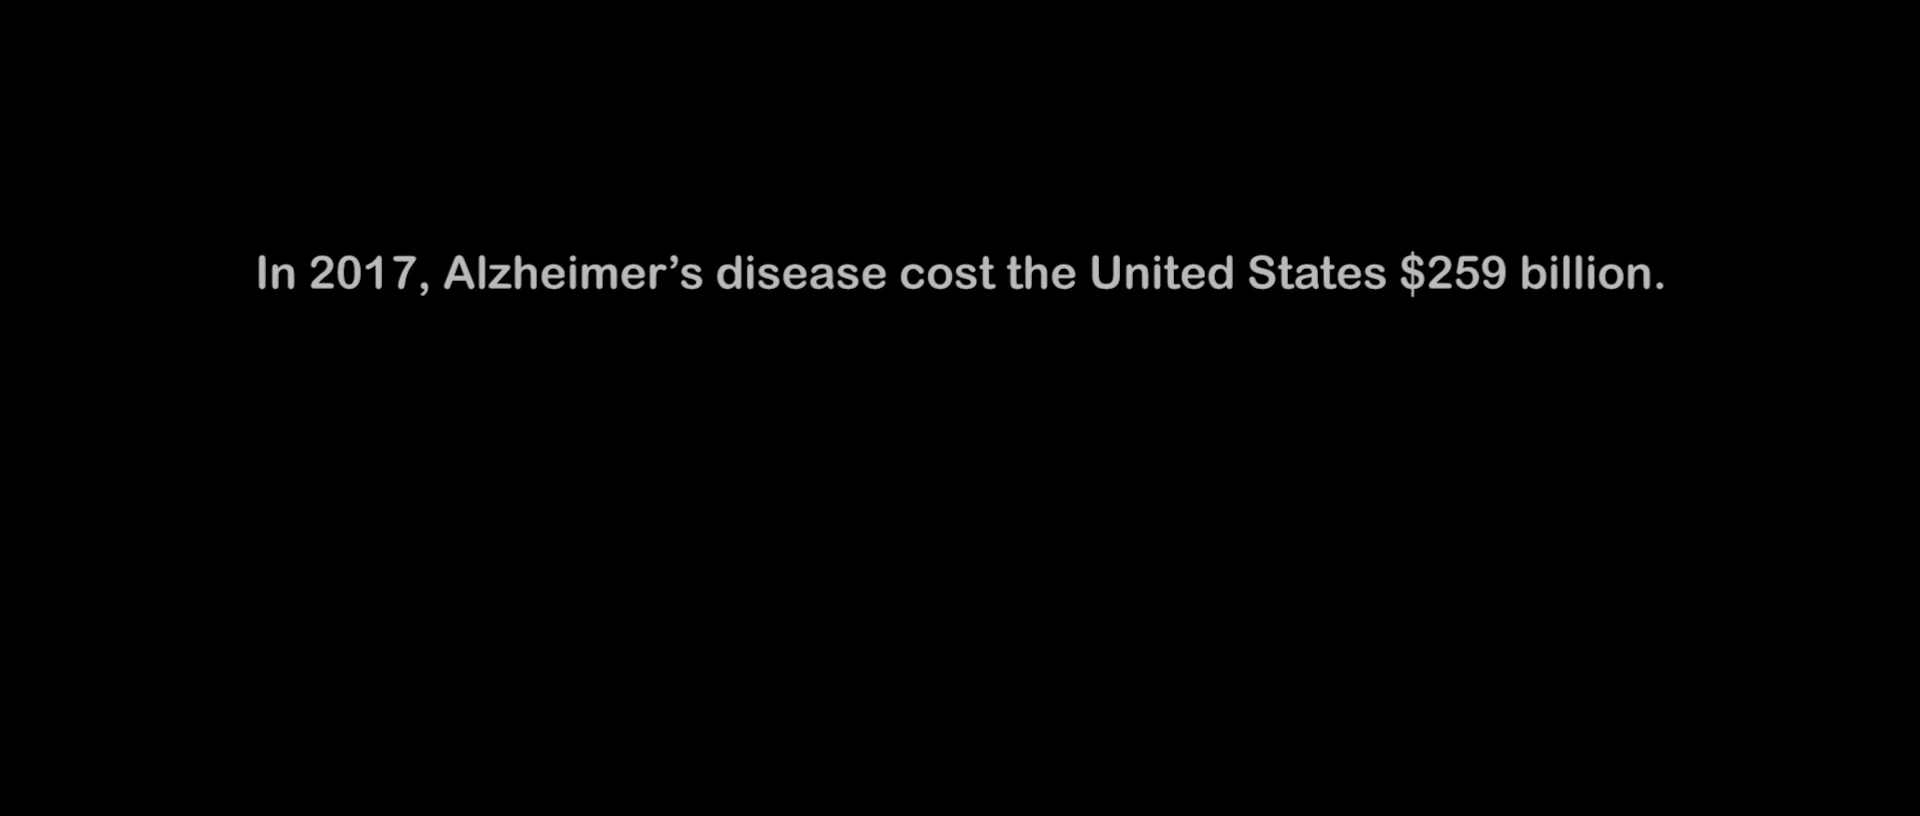 In 2017, Alzheimer’s disease cost the United States $259 billion.